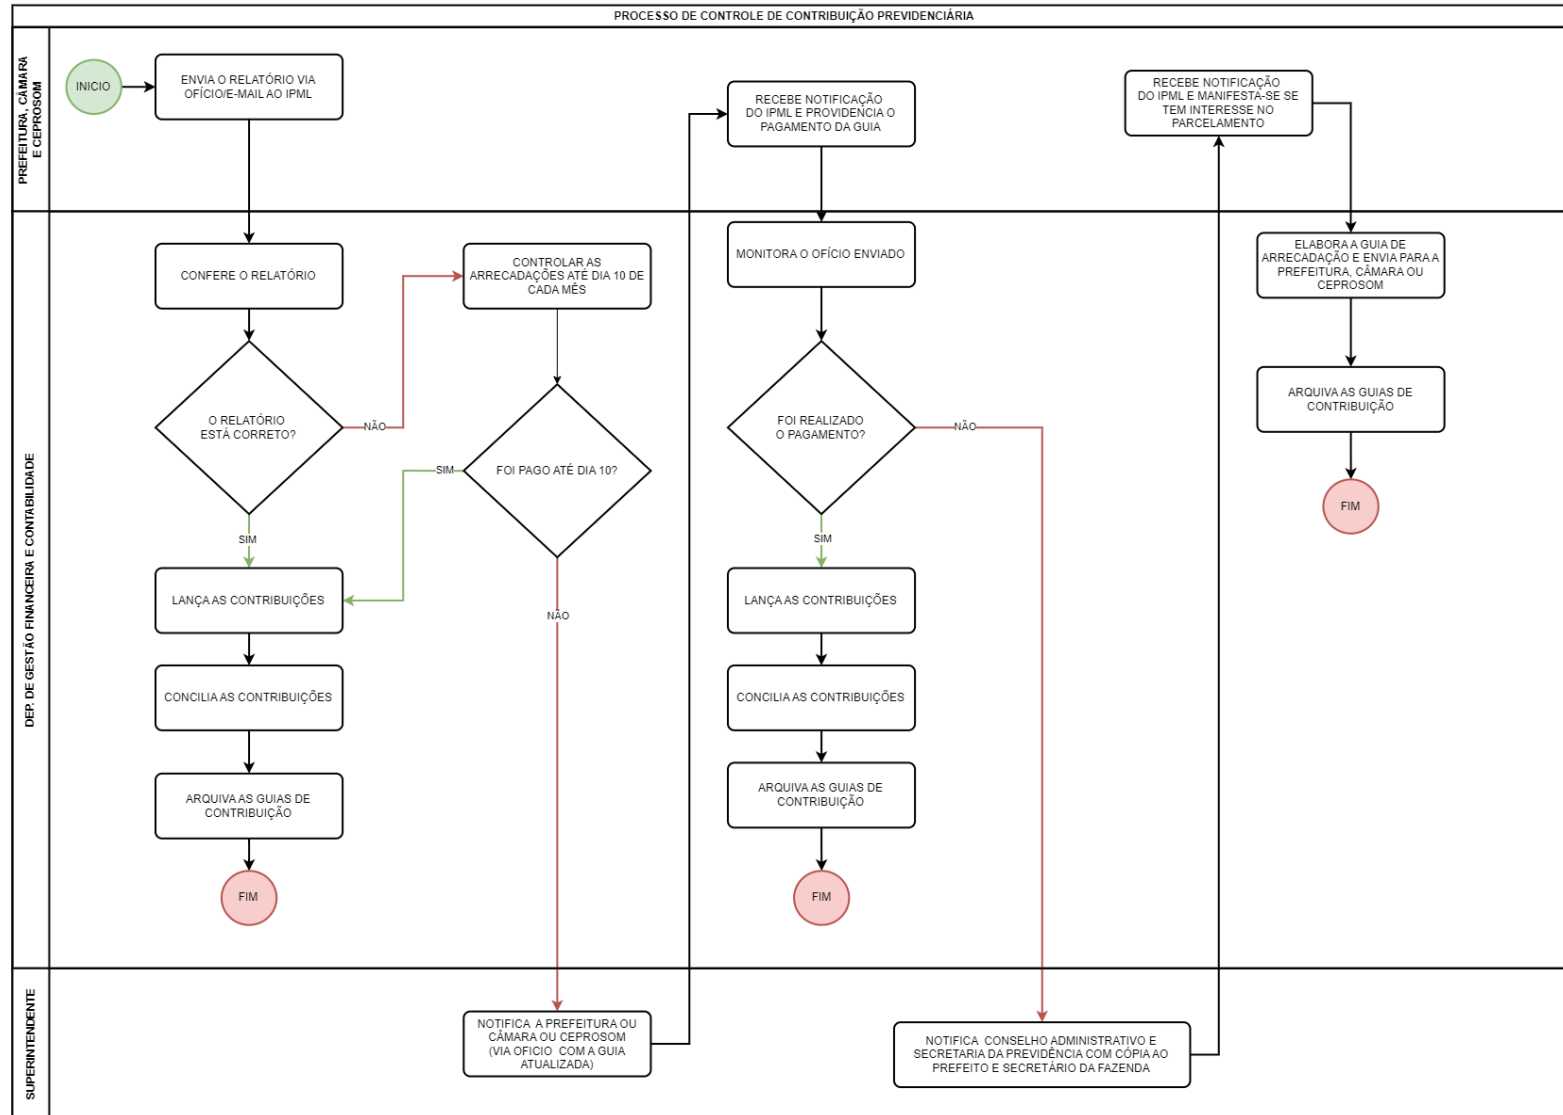 PROCESSO DE CONTROLE DE CONTRIBUIÇÃO PREVIDENCIÁRIA
PREFEITURA, CÂMARA
E CEPROSOM
INICIO
ENVIA O RELATÓRIO VIA
OFÍCIO/E-MAIL AO IPML
RECEBE NOTIFICAÇÃO
DO IPML E PROVIDENCIA O
PAGAMENTO DA GUIA
RECEBE NOTIFICAÇÃO
DO IPML E MANIFESTA-SE SE
TEM INTERESSE NO
PARCELAMENTO
DEP. DE GESTÃO FINANCEIRA E CONTABILIDADE
CONFERE O RELATÓRIO
CONTROLAR AS
ARRECADAÇÕES ATÉ DIA 10 DE
CADA MÊS
MONITORA O OFÍCIO ENVIADO
ELABORA A GUIA DE
ARRECADAÇÃO E ENVIA PARA A
PREFEITURA, CÂMARA OU
CEPROSOM
O RELATÓRIO
ESTÁ CORRETO?
NÃO
FOI PAGO ATÉ DIA 10?
SIM
FOI REALIZADO
O PAGAMENTO?
NÃO
ARQUIVA AS GUIAS DE
CONTRIBUIÇÃO
FIM
SIM
SIM
LANÇA AS CONTRIBUIÇÕES
NÃO
LANÇA AS CONTRIBUIÇÕES
CONCILIA AS CONTRIBUIÇÕES
CONCILIA AS CONTRIBUIÇÕES
ARQUIVA AS GUIAS DE
CONTRIBUIÇÃO
ARQUIVA AS GUIAS DE
CONTRIBUIÇÃO
FIM
FIM
SUPERINTENDENTE
NOTIFICA A PREFEITURA OU
CÂMARA OU CEPROSOM
(VIA OFICIO COM A GUIA
ATUALIZADA)
NOTIFICA CONSELHO ADMINISTRATIVO E
SECRETARIA DA PREVIDÊNCIA COM CÓPIA AO
PREFEITO E SECRETÁRIO DA FAZENDA